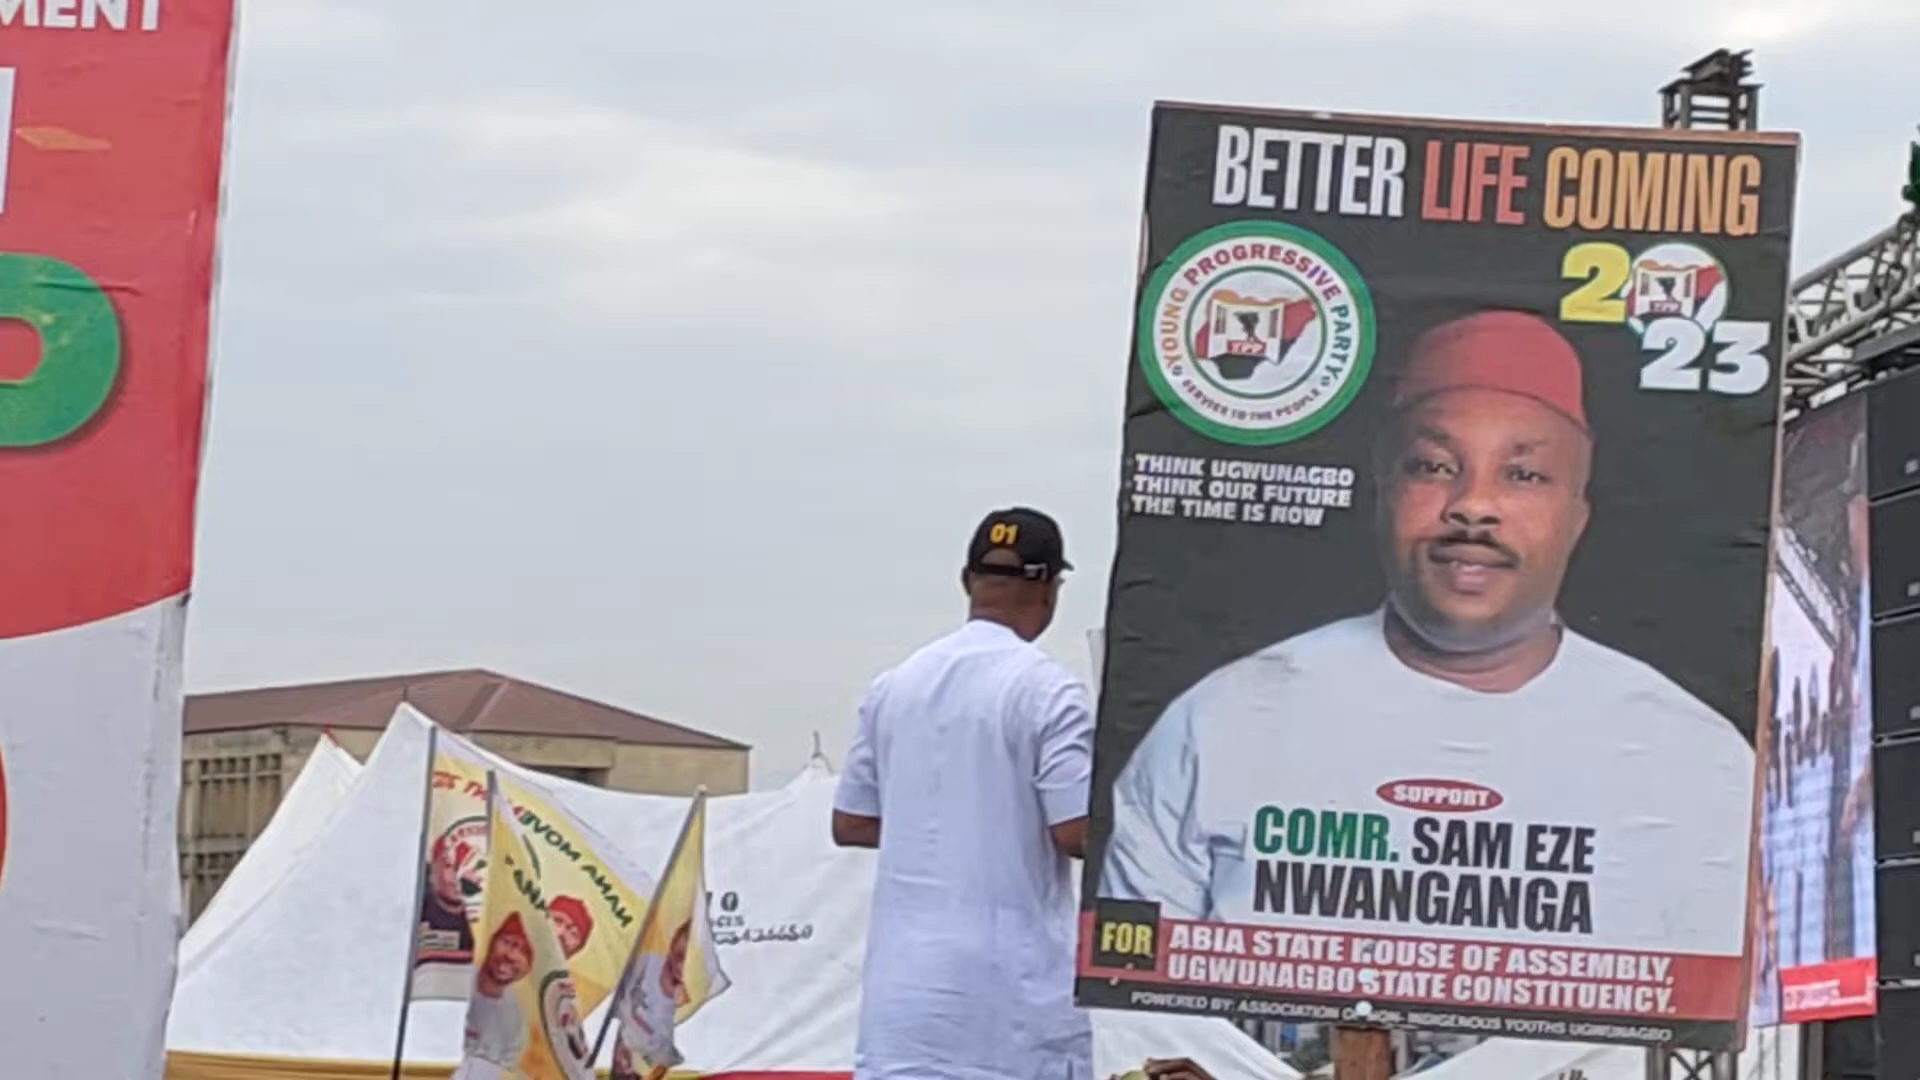 MENT
BETTER LIFE COMING
2023
YOUNG PROGRESSIVE PARTY
SERVICE TO THE PEOPLE
YPP
THINK UGWUNAGBO
THINK OUR FUTURE
THE TIME IS NOW
01
SUPPORT
COMR. SAM EZE
NWANGANGA
FOR
ABIA STATE HOUSE OF ASSEMBLY,
UGWUNAGBO STATE CONSTITUENCY.
POWERED BY: ASSOCIATION OF NON- INDIGENOUS YOUTHS UGWUNAGBO